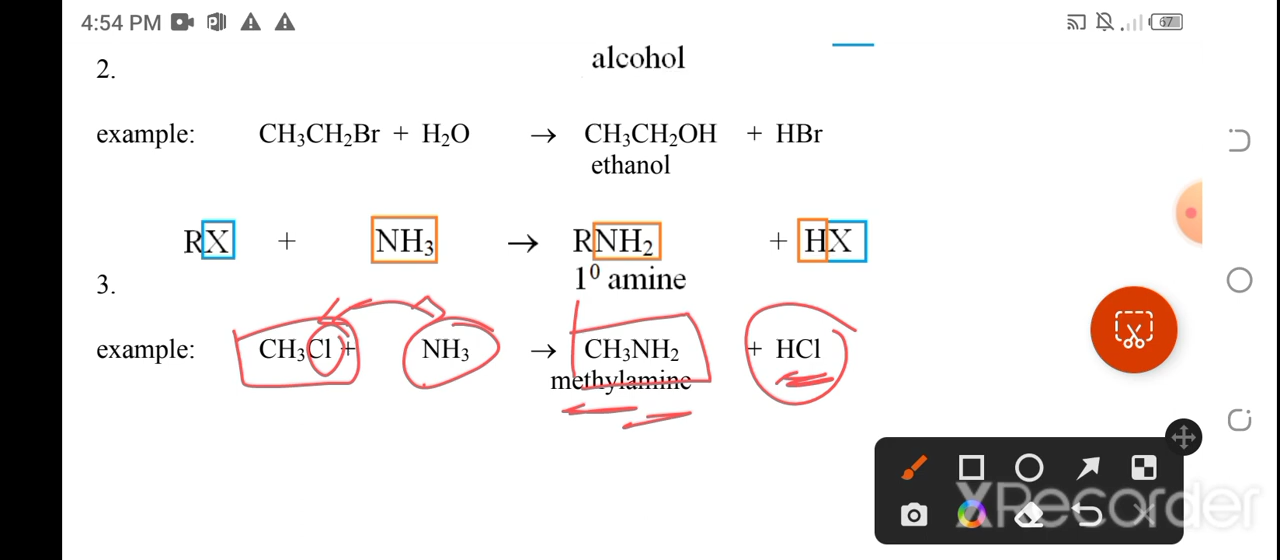 4:54 PM 67
alcohol
2.
example: CH₃CH₂Br + H₂O → CH₃CH₂OH + HBr
ethanol
RX + NH₃ → RNH₂ + HX
1⁰ amine
3.
example: CH₃Cl + NH₃ → CH₃NH₂ + HCl
methylamine
XRecorder